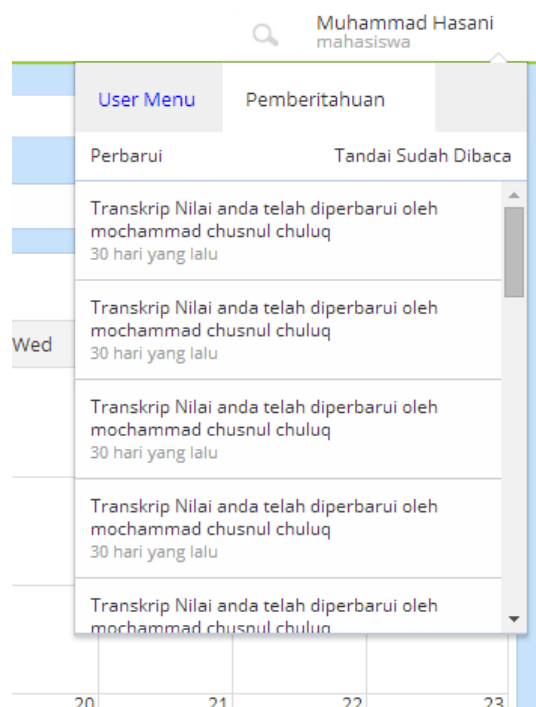 Muhammad Hasani
mahasiswa
User Menu Pemberitahuan
Perbarui Tandai Sudah Dibaca
Transkrip Nilai anda telah diperbarui oleh
mochammad chusnul chuluq
30 hari yang lalu
Transkrip Nilai anda telah diperbarui oleh
mochammad chusnul chuluq
30 hari yang lalu
Wed
Transkrip Nilai anda telah diperbarui oleh
mochammad chusnul chuluq
30 hari yang lalu
Transkrip Nilai anda telah diperbarui oleh
mochammad chusnul chuluq
30 hari yang lalu
Transkrip Nilai anda telah diperbarui oleh
mochammad chusnul chuluq
20 21 22 23